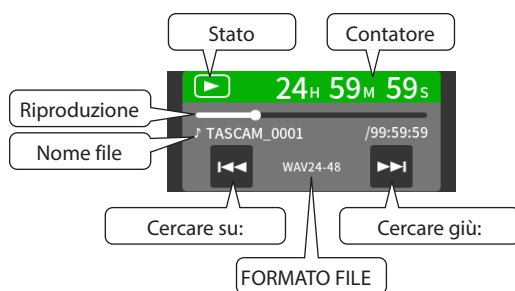 Stato
Contatore
24H 59M 59S
Riproduzione
♪ TASCAM_0001 /99:59:59
Nome file
WAV24-48
Cercare su:
Cercare giù:
FORMATO FILE